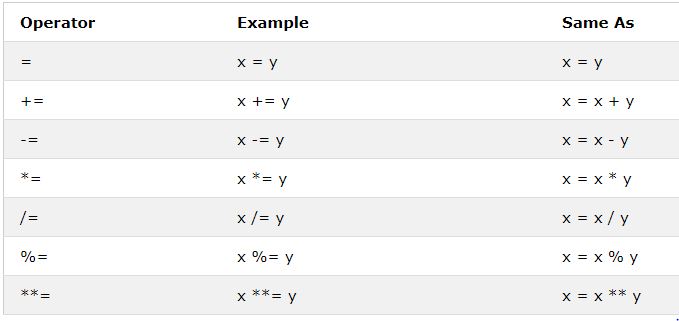 Operator Example Same As
= x = y x = y
+= x += y x = x + y
-= x -= y x = x - y
*= x *= y x = x * y
/= x /= y x = x / y
%= x %= y x = x % y
**= x **= y x = x ** y